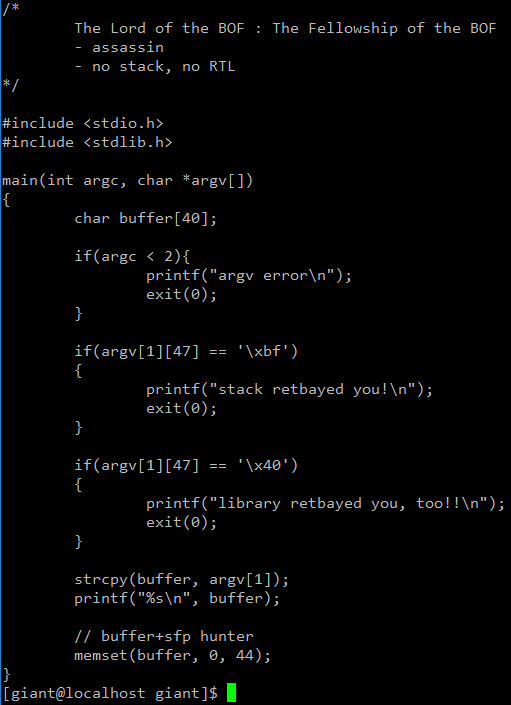 /*
        The Lord of the BOF : The Fellowship of the BOF
        - assassin
        - no stack, no RTL
*/

#include <stdio.h>
#include <stdlib.h>

main(int argc, char *argv[])
{
        char buffer[40];

        if(argc < 2){
                printf("argv error\n");
                exit(0);
        }

        if(argv[1][47] == '\xbf')
        {
                printf("stack retbayed you!\n");
                exit(0);
        }

        if(argv[1][47] == '\x40')
        {
                printf("library retbayed you, too!!\n");
                exit(0);
        }

        strcpy(buffer, argv[1]);
        printf("%s\n", buffer);

        // buffer+sfp hunter
        memset(buffer, 0, 44);
}
[giant@localhost giant]$